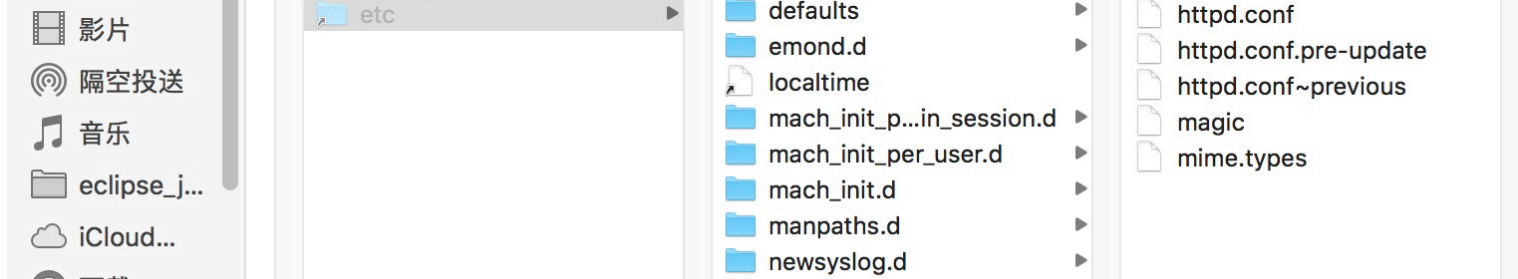 影片
隔空投送
音乐
eclipse_j...
iCloud...
etc
defaults
emond.d
localtime
mach_init_p...in_session.d
mach_init_per_user.d
mach_init.d
manpaths.d
newsyslog.d
httpd.conf
httpd.conf.pre-update
httpd.conf~previous
magic
mime.types